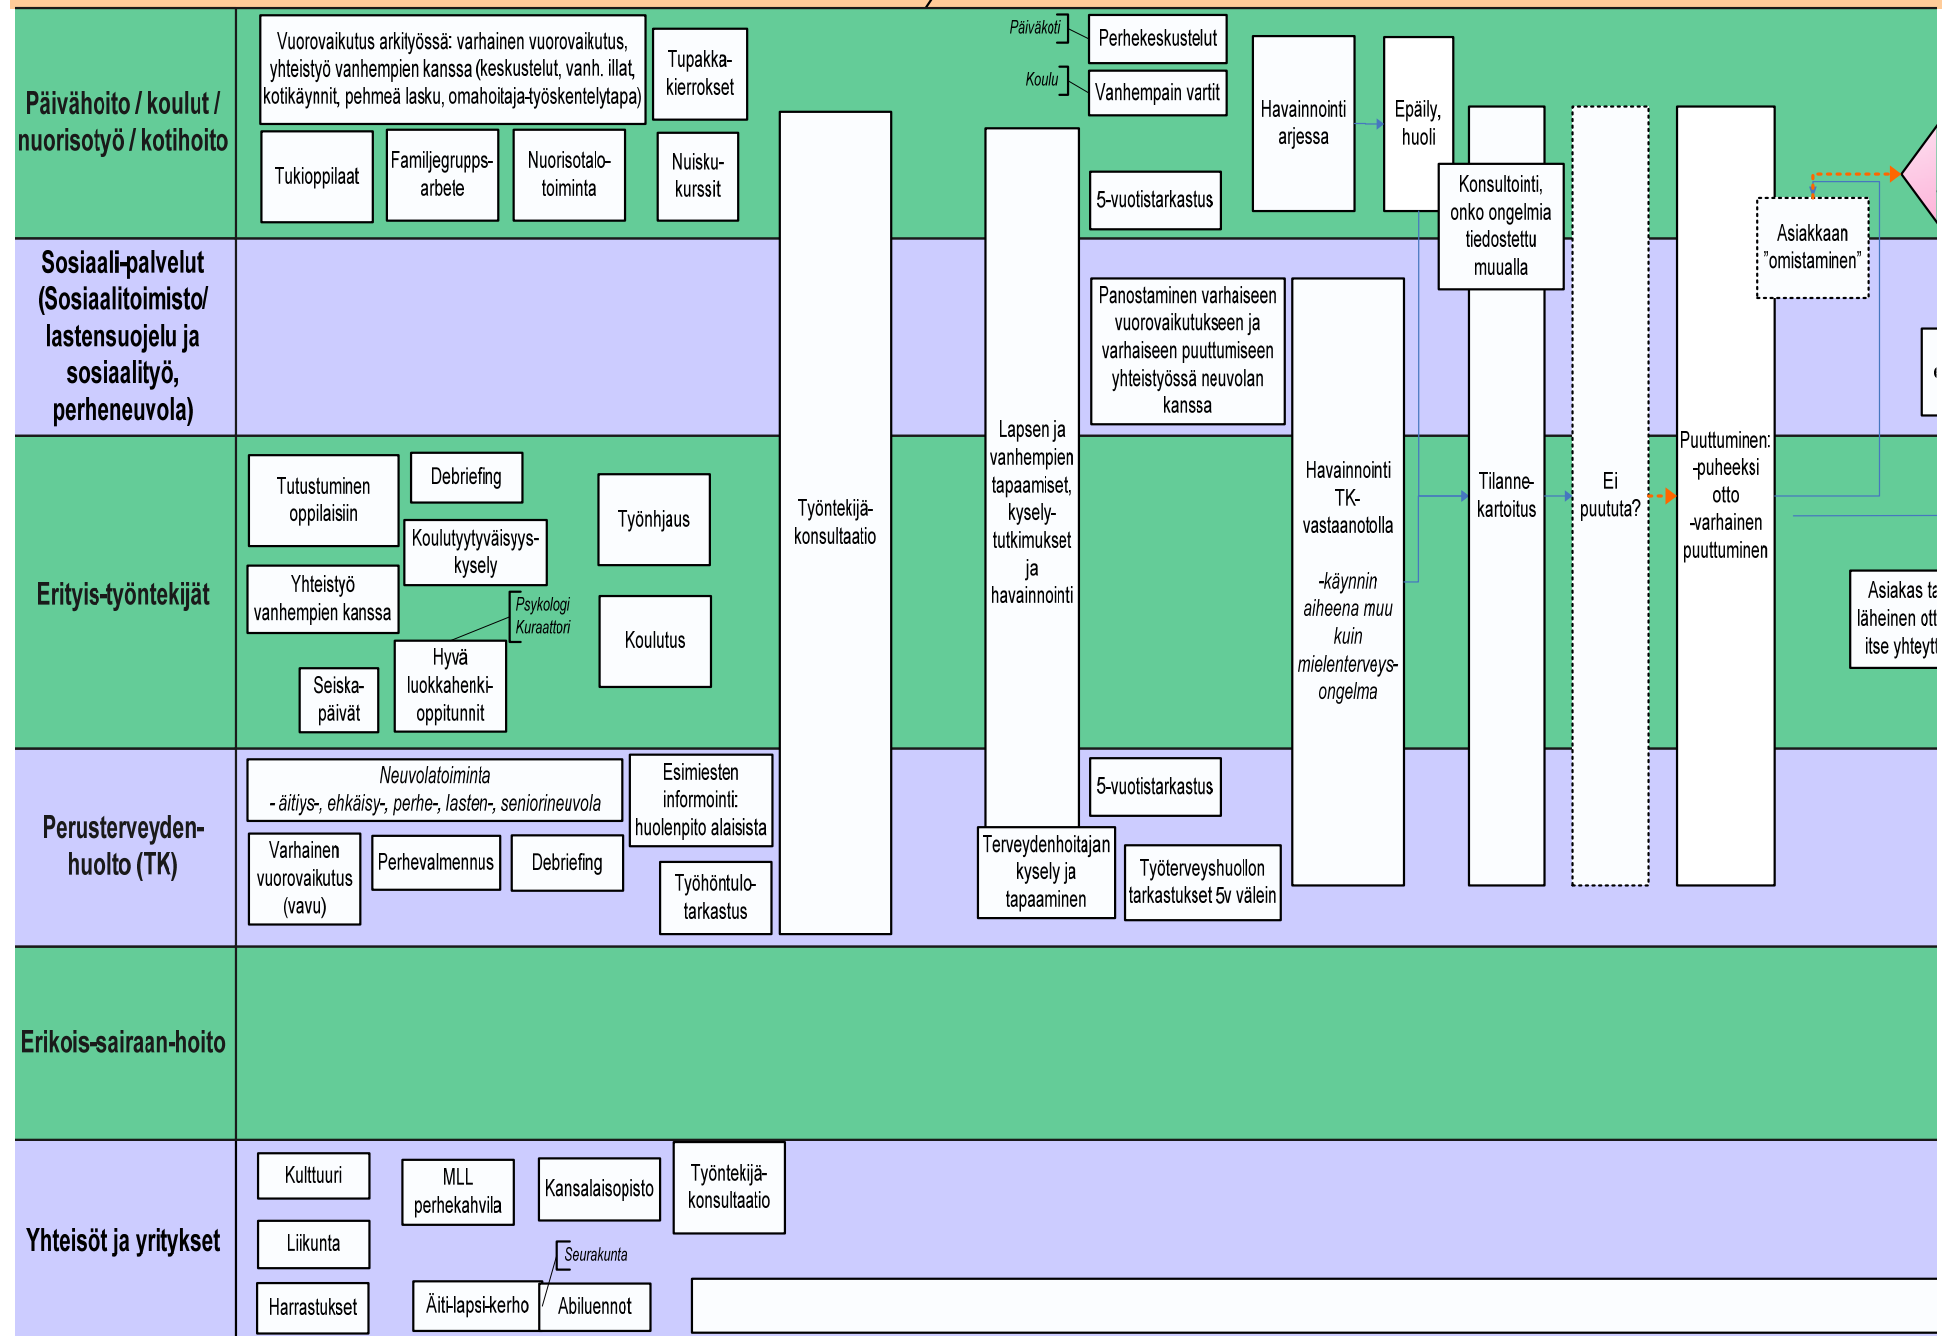 Päivähoito / koulut /
nuorisotyö / kotihoito
Vuorovaikutus arkityössä: varhainen vuorovaikutus,
yhteistyö vanhempien kanssa (keskustelut, vanh. illat,
kotikäynnit, pehmeä lasku, omahoitaja-työskentelytapa)
Tupakka-
kierrokset
Tukioppilaat
Familjegrupps-
arbete
Nuorisotalo-
toiminta
Nuisku-
kurssit
Päiväkoti
Perhekeskustelut
Koulu
Vanhempain vartit
5-vuotistarkastus
Havainnointi
arjessa
Epäily,
huoli
Konsultointi,
onko ongelmia
tiedostettu
muualla
Asiakkaan
"omistaminen"
Sosiaali-palvelut
(Sosiaalitoimisto/
lastensuojelu ja
sosiaalityö,
perheneuvola)
Panostaminen varhaiseen
vuorovaikutukseen ja
varhaiseen puuttumiseen
yhteistyössä neuvolan
kanssa
Erityis-työntekijät
Tutustuminen
oppilaisiin
Debriefing
Koulutyytyväisyys-
kysely
Yhteistyö
vanhempien kanssa
Psykologi
Kuraattori
Seiska-
päivät
Hyvä
luokkahenki-
oppitunnit
Työnhjaus
Koulutus
Työntekijä-
konsultaatio
Lapsen ja
vanhempien
tapaamiset,
kysely-
tutkimukset
ja
havainnointi
Havainnointi
TK-
vastaanotolla
-käynnin
aiheena muu
kuin
mielenterveys-
ongelma
Tilanne-
kartoitus
Ei
puututa?
Puuttuminen:
-puheeksi
otto
-varhainen
puuttuminen
Asiakas ta
läheinen ott
itse yhteytt
Perusterveyden-
huolto (TK)
Neuvolatoiminta
- äitiys-, ehkäisy-, perhe-, lasten-, seniorineuvola
Esimiesten
informointi:
huolenpito alaisista
Varhainen
vuorovaikutus
(vavu)
Perhevalmennus
Debriefing
Työhöntulo-
tarkastus
5-vuotistarkastus
Terveydenhoitajan
kysely ja
tapaaminen
Työterveyshuollon
tarkastukset 5v välein
Erikois-sairaan-hoito
Yhteisöt ja yritykset
Kulttuuri
MLL
perhekahvila
Kansalaisopisto
Työntekijä-
konsultaatio
Liikunta
Seurakunta
Harrastukset
Äiti-lapsi-kerho
Abiluennot